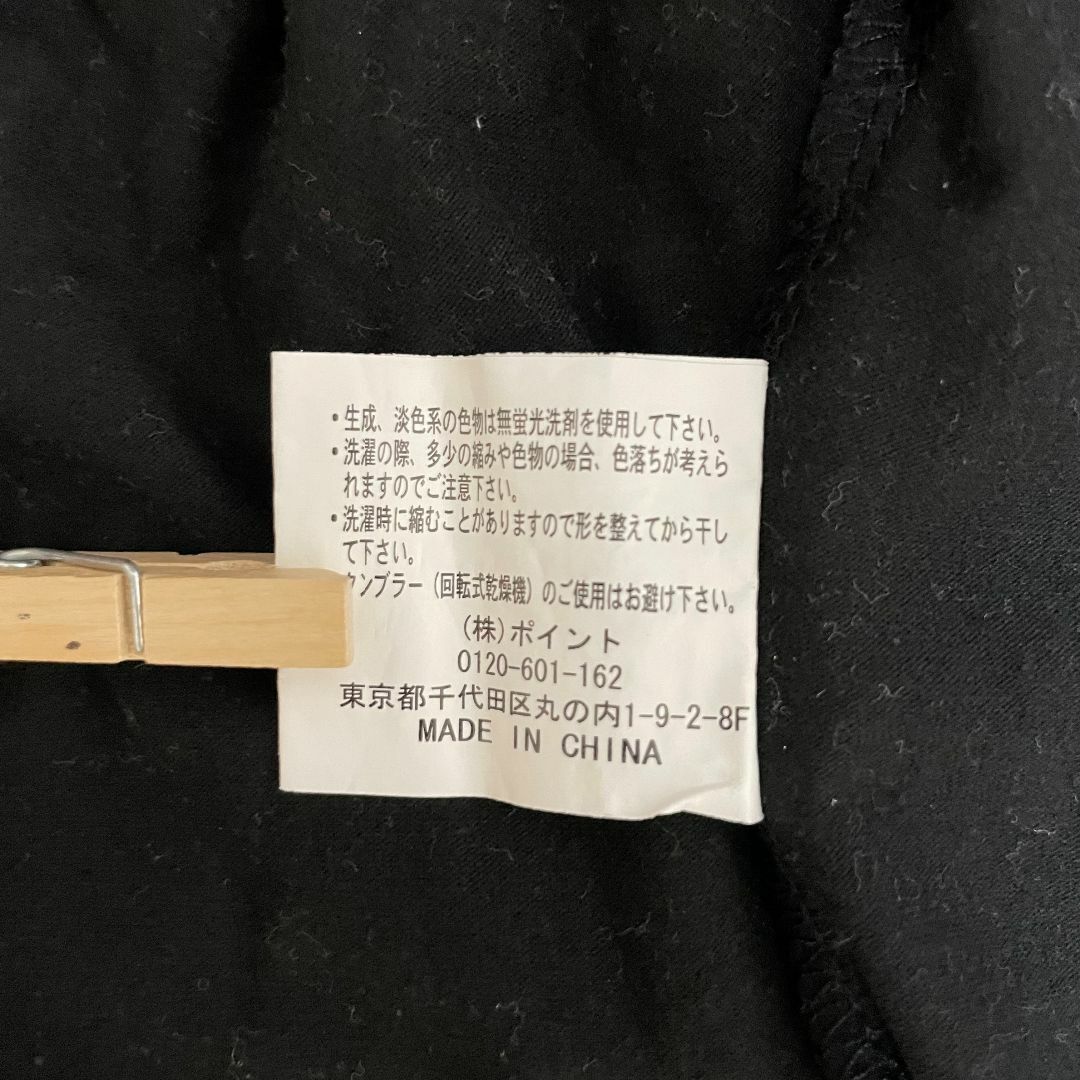 ・生成、淡色系の色物は無蛍光洗剤を使用して下さい。
・洗濯の際、多少の縮みや色物の場合、色落ちが考えら
れますのでご注意下さい。
・洗濯時に縮むことがありますので形を整えてから干し
て下さい。
タンブラー（回転式乾燥機）のご使用はお避け下さい。
(株)ポイント
0120-601-162
東京都千代田区丸の内1-9-2-8F
MADE IN CHINA